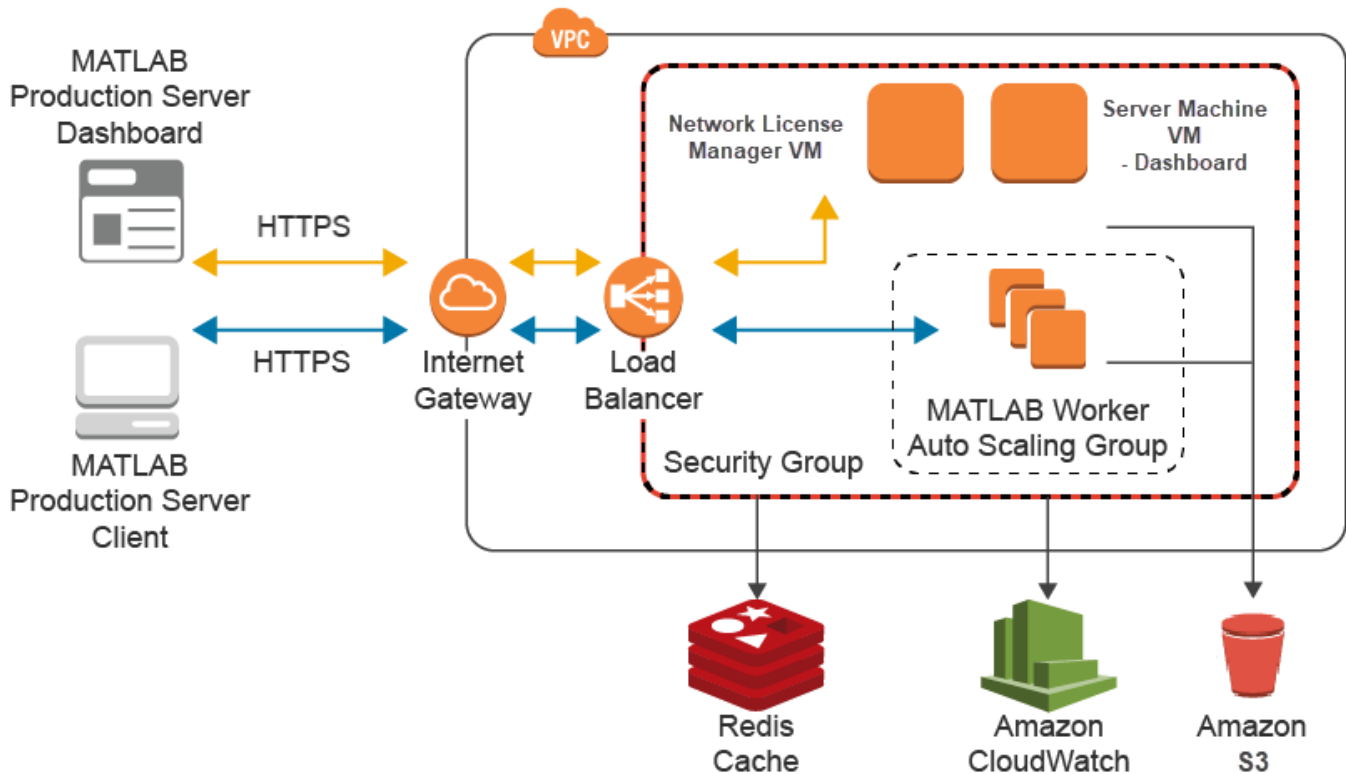 VPC
MATLAB
Production Server
Dashboard
Network License
Manager VM
Server Machine
VM
- Dashboard
HTTPS
HTTPS
Internet
Gateway
Load
Balancer
MATLAB Worker
Auto Scaling Group
Security Group
MATLAB
Production Server
Client
Redis
Cache
Amazon
CloudWatch
Amazon
S3